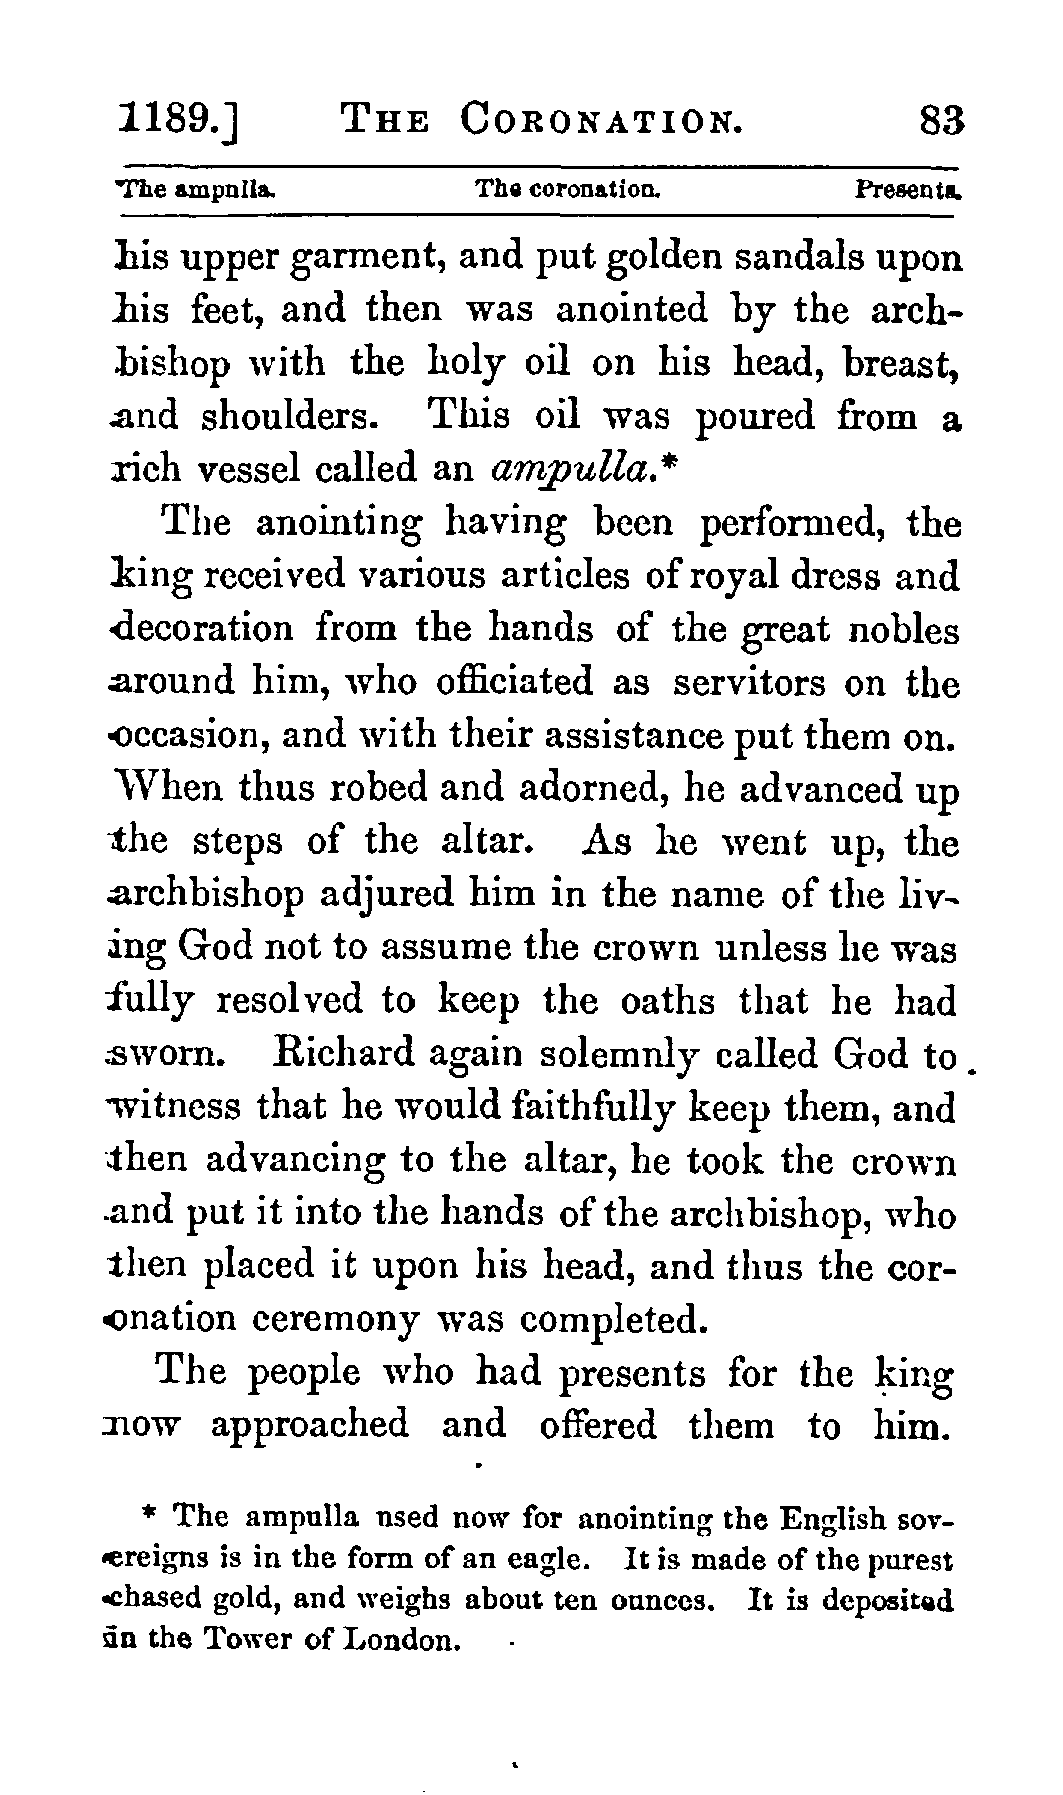 1189.] THE CORONATION. 83
The ampulla. The coronation. Presents.
his upper garment, and put golden sandals upon
his feet, and then was anointed by the arch-
bishop with the holy oil on his head, breast,
and shoulders. This oil was poured from a
rich vessel called an ampulla.*
The anointing having been performed, the
king received various articles of royal dress and
decoration from the hands of the great nobles
around him, who officiated as servitors on the
occasion, and with their assistance put them on.
When thus robed and adorned, he advanced up
the steps of the altar. As he went up, the
archbishop adjured him in the name of the liv-
ing God not to assume the crown unless he was
fully resolved to keep the oaths that he had
sworn. Richard again solemnly called God to
witness that he would faithfully keep them, and
then advancing to the altar, he took the crown
and put it into the hands of the archbishop, who
then placed it upon his head, and thus the cor-
onation ceremony was completed.
The people who had presents for the king
now approached and offered them to him.
* The ampulla used now for anointing the English sov-
ereigns is in the form of an eagle. It is made of the purest
chased gold, and weighs about ten ounces. It is deposited
in the Tower of London.